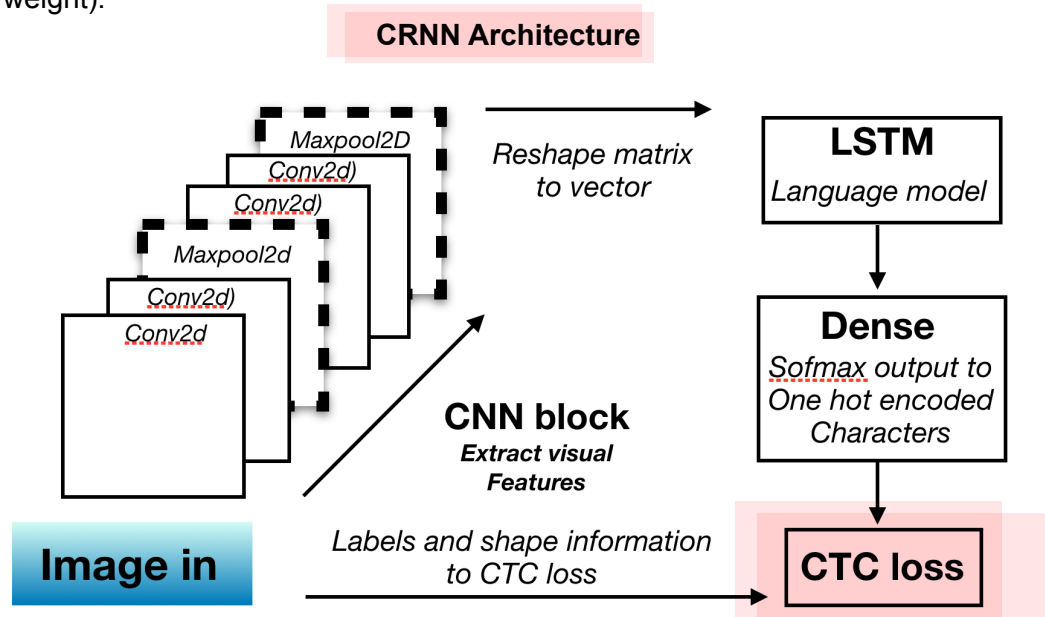 weight).
CRNN Architecture
Maxpool2D
Conv2d)
Conv2d)
Maxpool2d
Conv2d)
Conv2d
Reshape matrix
to vector
LSTM
Language model
Dense
Sofmax output to
One hot encoded
Characters
CNN block
Extract visual
Features
Image in
Labels and shape information
to CTC loss
CTC loss